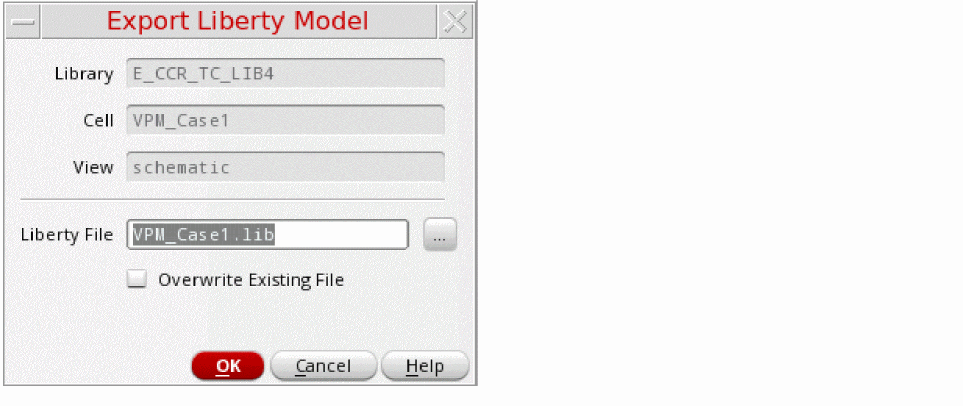 Export Liberty Model
Library E_CCR_TC_LIB4
Cell VPM_Case1
View schematic
Liberty File VPM_Case1.lib ...
Overwrite Existing File
OK Cancel Help